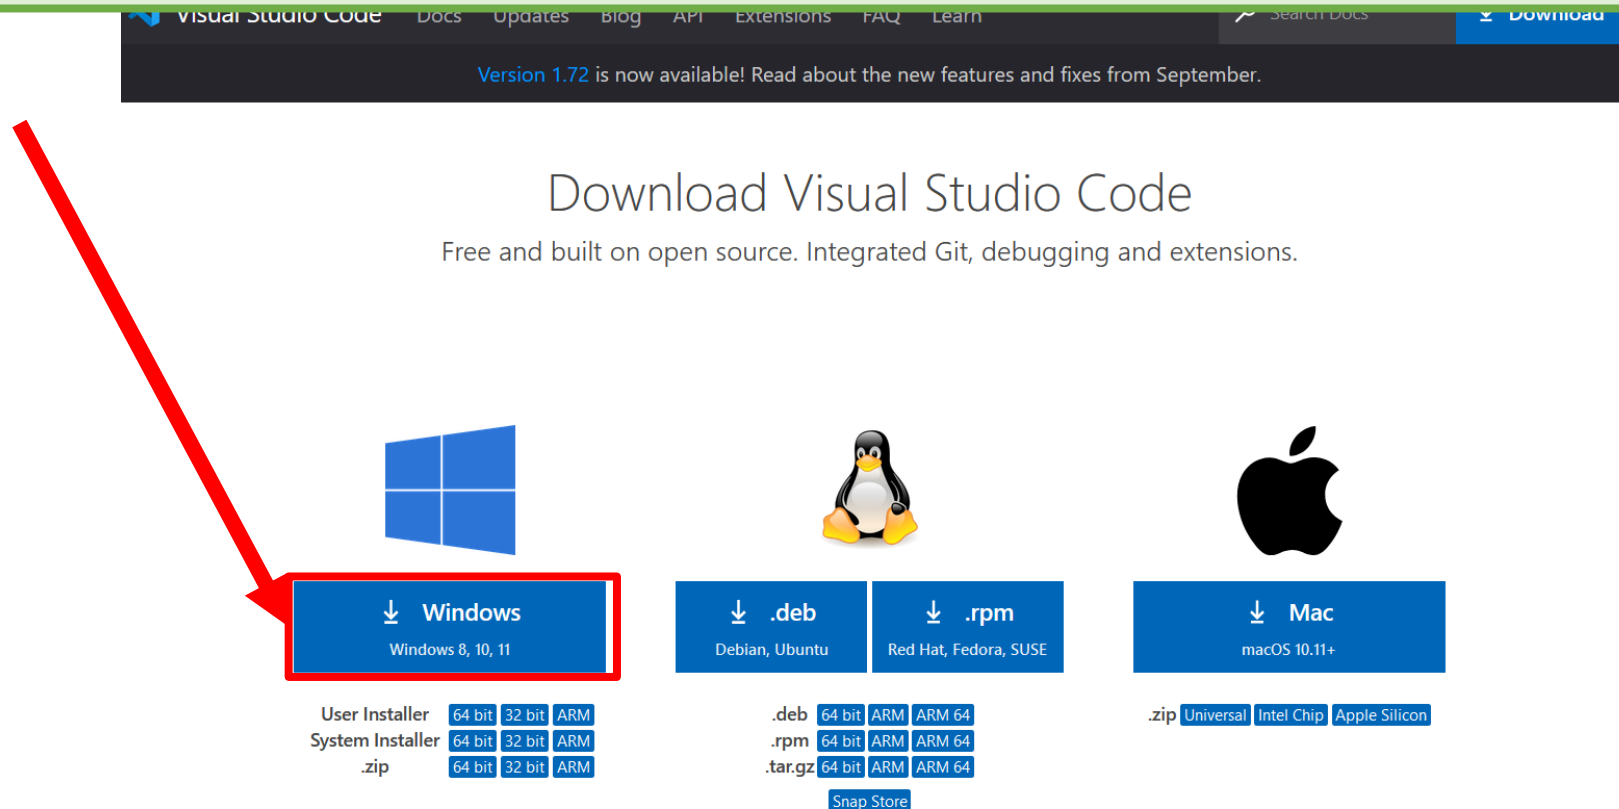 Visual Studio Code Docs Updates Blog API Extensions FAQ Learn Search Docs Download
Version 1.72 is now available! Read about the new features and fixes from September.
Download Visual Studio Code
Free and built on open source. Integrated Git, debugging and extensions.
Windows
Windows 8, 10, 11
.deb
Debian, Ubuntu
.rpm
Red Hat, Fedora, SUSE
Mac
macOS 10.11+
User Installer 64 bit 32 bit ARM
System Installer 64 bit 32 bit ARM
.zip 64 bit 32 bit ARM
.deb 64 bit ARM ARM 64
.rpm 64 bit ARM ARM 64
.tar.gz 64 bit ARM ARM 64
Snap Store
.zip Universal Intel Chip Apple Silicon